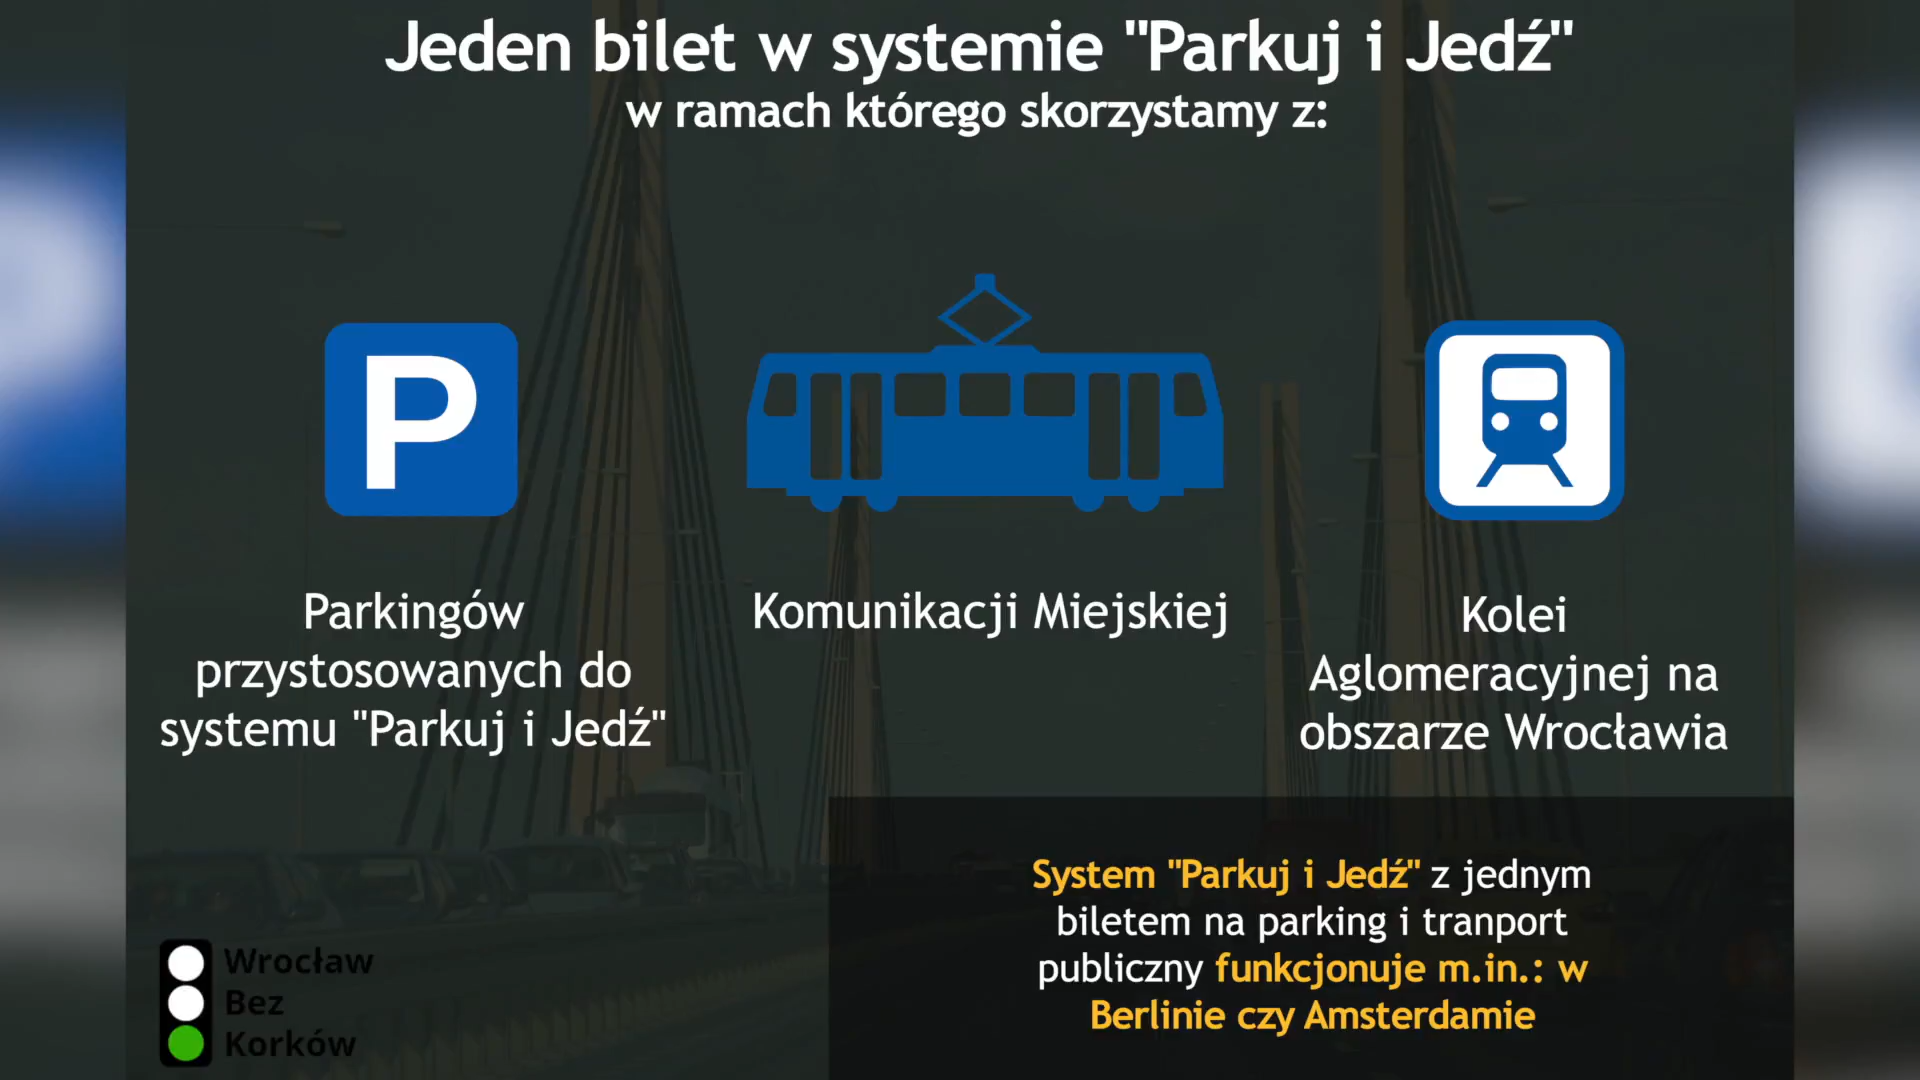 Jeden bilet w systemie "Parkuj i Jedź"
w ramach którego skorzystamy z:
P
Parkingów
przystosowanych do
systemu "Parkuj i Jedź"
Komunikacji Miejskiej
Kolei
Aglomeracyjnej na
obszarze Wrocławia
System "Parkuj i Jedź" z jednym
biletem na parking i tranport
publiczny funkcjonuje m.in.: w
Berlinie czy Amsterdamie
Wrocław
Bez
Korków